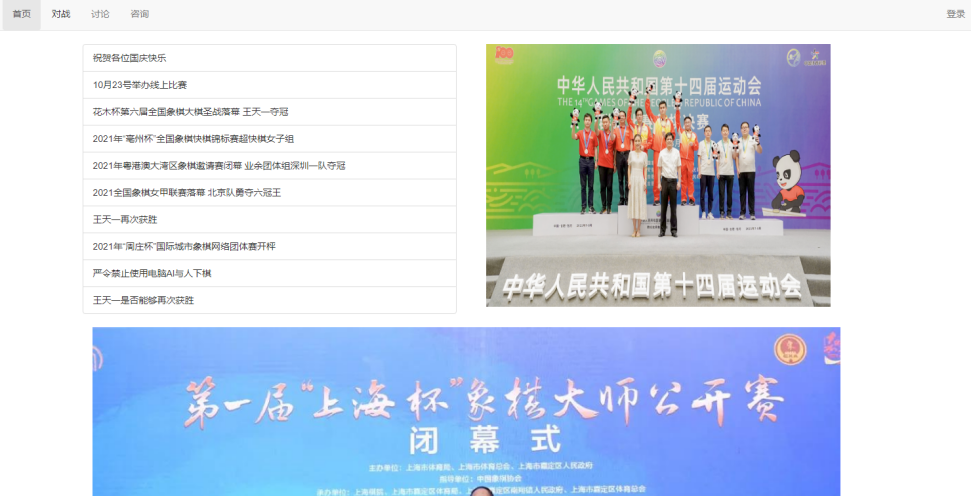 首页 对战 讨论 咨询 登录
祝贺各位国庆快乐
10月23号举办线上比赛
花木杯第六届全国象棋大棋圣战落幕 王天一夺冠
2021年“亳州杯”全国象棋快棋锦标赛超快棋女子组
2021年粤港澳大湾区象棋邀请赛闭幕 业余团体组深圳一队夺冠
2021全国象棋女甲联赛落幕 北京队勇夺六冠王
王天一再次获胜
2021年“周庄杯”国际城市象棋网络团体赛开枰
严令禁止使用电脑AI与人下棋
王天一是否能够再次获胜
中华人民共和国第十四届运动会
THE 14TH GAMES OF THE PEOPLE'S REPUBLIC OF CHINA
赛
中华人民共和国第十四届运动会
第一届“上海杯”象棋大师公开赛
闭幕式
主办单位：上海市体育局、上海市体育总会、上海市嘉定区人民政府
指导单位：中国象棋协会
承办单位：上海棋院、上海市嘉定区体育局、上海市嘉定区南翔镇人民政府、上海市嘉定区体育总会